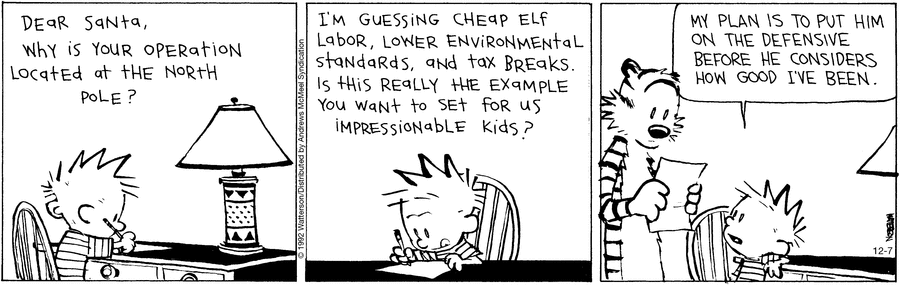 DEAR SANTA,
WHY IS YOUR OPERATION
LOCATED AT THE NORTH
POLE?
I'M GUESSING CHEAP ELF
LABOR, LOWER ENVIRONMENTAL
STANDARDS, AND TAX BREAKS.
IS THIS REALLY THE EXAMPLE
YOU WANT TO SET FOR US
IMPRESSIONABLE KIDS?
© 1992 Watterson/Distributed by Andrews McMeel Syndication
MY PLAN IS TO PUT HIM
ON THE DEFENSIVE
BEFORE HE CONSIDERS
HOW GOOD I'VE BEEN.
WATTERSON
12-7